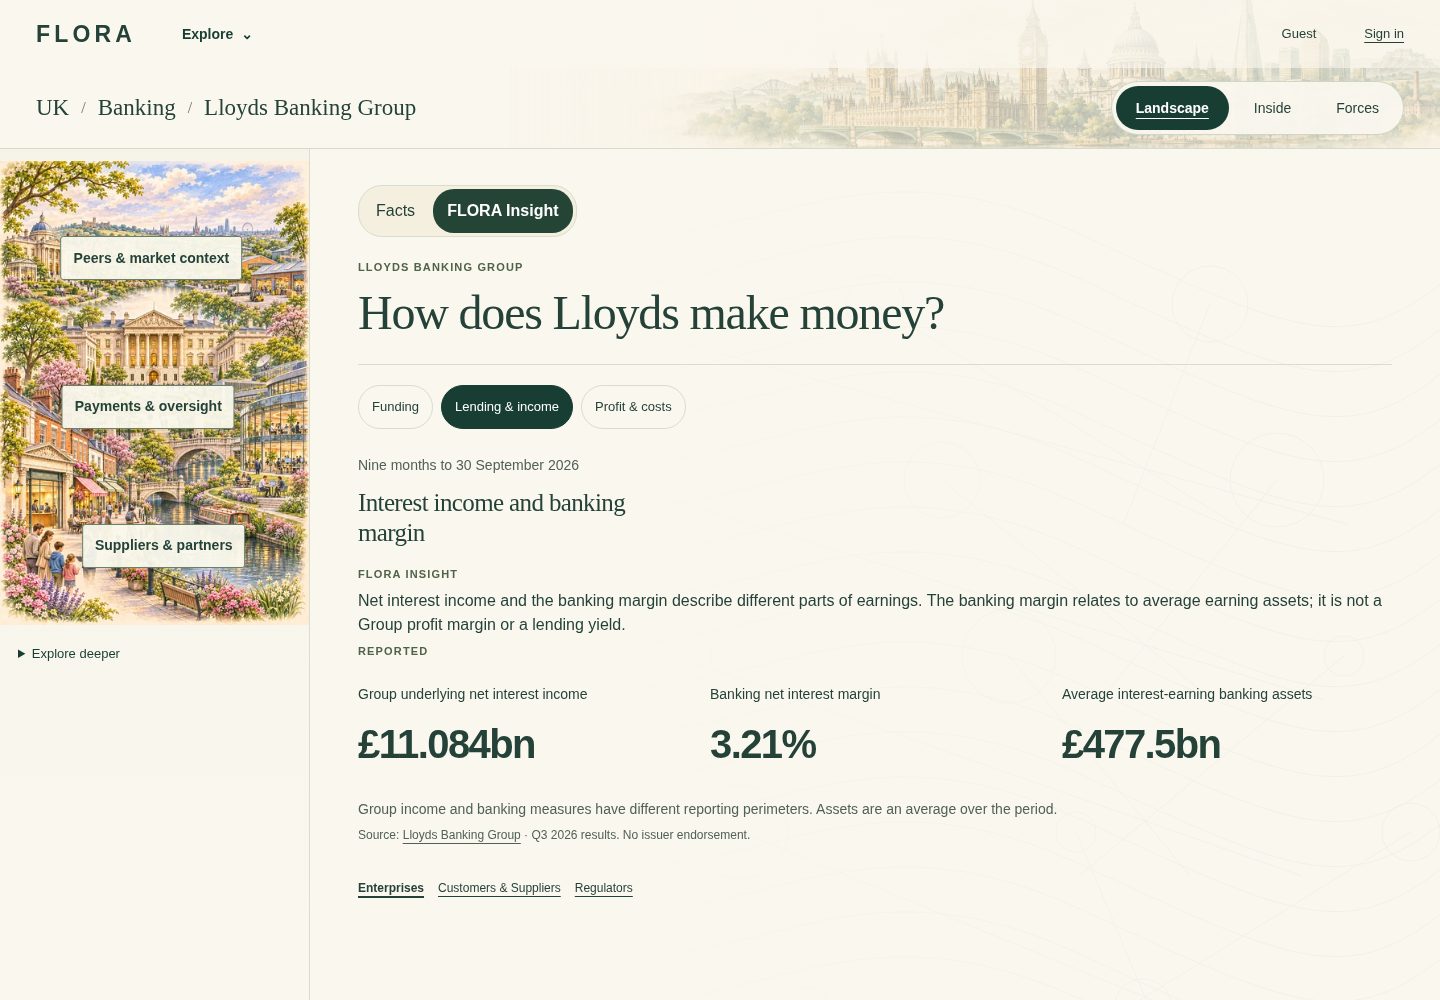 FLORA
Explore
Guest
Sign in
UK / Banking / Lloyds Banking Group
Landscape
Inside
Forces
Peers & market context
Payments & oversight
Suppliers & partners
Explore deeper
Facts
FLORA Insight
LLOYDS BANKING GROUP
How does Lloyds make money?
Funding
Lending & income
Profit & costs
Nine months to 30 September 2026
Interest income and banking
margin
FLORA INSIGHT
Net interest income and the banking margin describe different parts of earnings. The banking margin relates to average earning assets; it is not a
Group profit margin or a lending yield.
REPORTED
Group underlying net interest income
£11.084bn
Banking net interest margin
3.21%
Average interest-earning banking assets
£477.5bn
Group income and banking measures have different reporting perimeters. Assets are an average over the period.
Source: Lloyds Banking Group · Q3 2026 results. No issuer endorsement.
Enterprises
Customers & Suppliers
Regulators